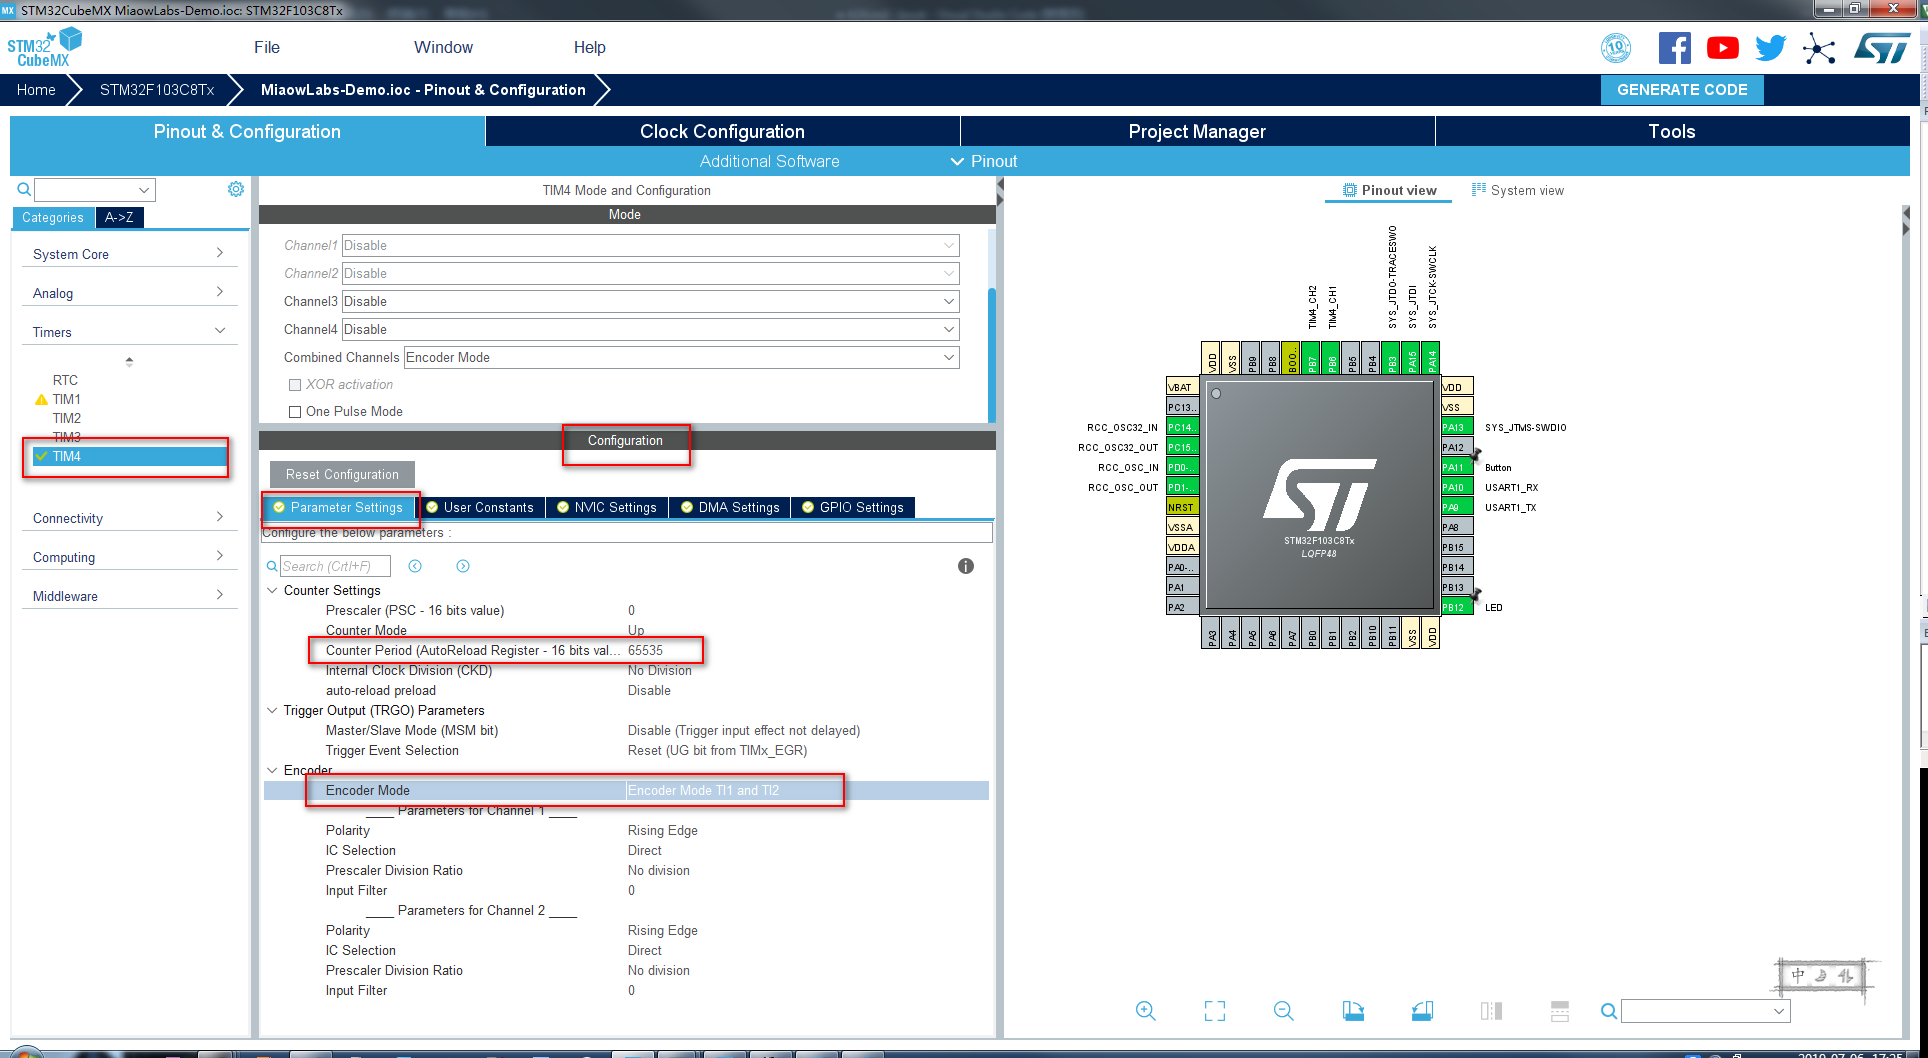 MX STM32CubeMX MiaowLabs-Demo.ioc: STM32F103C8Tx
STM32 CubeMX
File
Window
Help
10
Home
STM32F103C8Tx
MiaowLabs-Demo.ioc - Pinout & Configuration
GENERATE CODE
Pinout & Configuration
Clock Configuration
Project Manager
Tools
Additional Software
Pinout
Categories
A->Z
System Core
Analog
Timers
RTC
TIM1
TIM2
TIM3
TIM4
Connectivity
Computing
Middleware
TIM4 Mode and Configuration
Mode
Channel1 Disable
Channel2 Disable
Channel3 Disable
Channel4 Disable
Combined Channels Encoder Mode
XOR activation
One Pulse Mode
Configuration
Reset Configuration
Parameter Settings
User Constants
NVIC Settings
DMA Settings
GPIO Settings
Configure the below parameters :
Search (Crtl+F)
Counter Settings
Prescaler (PSC - 16 bits value) 0
Counter Mode Up
Counter Period (AutoReload Register - 16 bits val... 65535
Internal Clock Division (CKD) No Division
auto-reload preload Disable
Trigger Output (TRGO) Parameters
Master/Slave Mode (MSM bit) Disable (Trigger input effect not delayed)
Trigger Event Selection Reset (UG bit from TIMx_EGR)
Encoder
Encoder Mode Encoder Mode TI1 and TI2
____ Parameters for Channel 1 ____
Polarity Rising Edge
IC Selection Direct
Prescaler Division Ratio No division
Input Filter 0
____ Parameters for Channel 2 ____
Polarity Rising Edge
IC Selection Direct
Prescaler Division Ratio No division
Input Filter 0
Pinout view
System view
TIM4_CH2
TIM4_CH1
SYS_JTDO-TRACESWO
SYS_JTDI
SYS_JTCK-SWCLK
VDD
VSS
PB9
PB8
BOO..
PB7
PB6
PB5
PB4
PB3
PA15
PA14
VBAT
PC13..
RCC_OSC32_IN PC14..
RCC_OSC32_OUT PC15..
RCC_OSC_IN PD0-..
RCC_OSC_OUT PD1-..
NRST
VSSA
VDDA
PA0-..
PA1
PA2
VDD
VSS
PA13 SYS_JTMS-SWDIO
PA12
PA11 Button
PA10 USART1_RX
PA9 USART1_TX
PA8
PB15
PB14
PB13
PB12 LED
ST
STM32F103C8Tx
LQFP48
PA3
PA4
PA5
PA6
PA7
PB0
PB1
PB2
PB10
PB11
VSS
VDD
中
2019-07-06 17:25